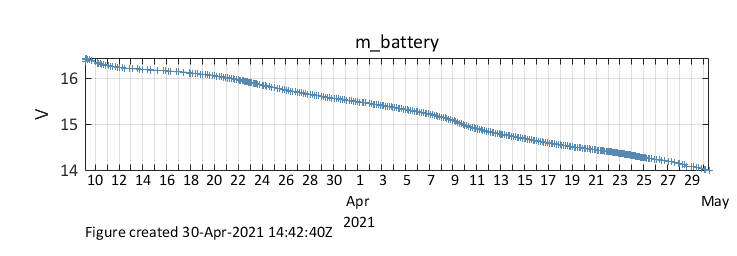 m_battery
16
15
14
V
10 12 14 16 18 20 22 24 26 28 30 1 3 5 7 9 11 13 15 17 19 21 23 25 27 29
Apr May
2021
Figure created 30-Apr-2021 14:42:40Z